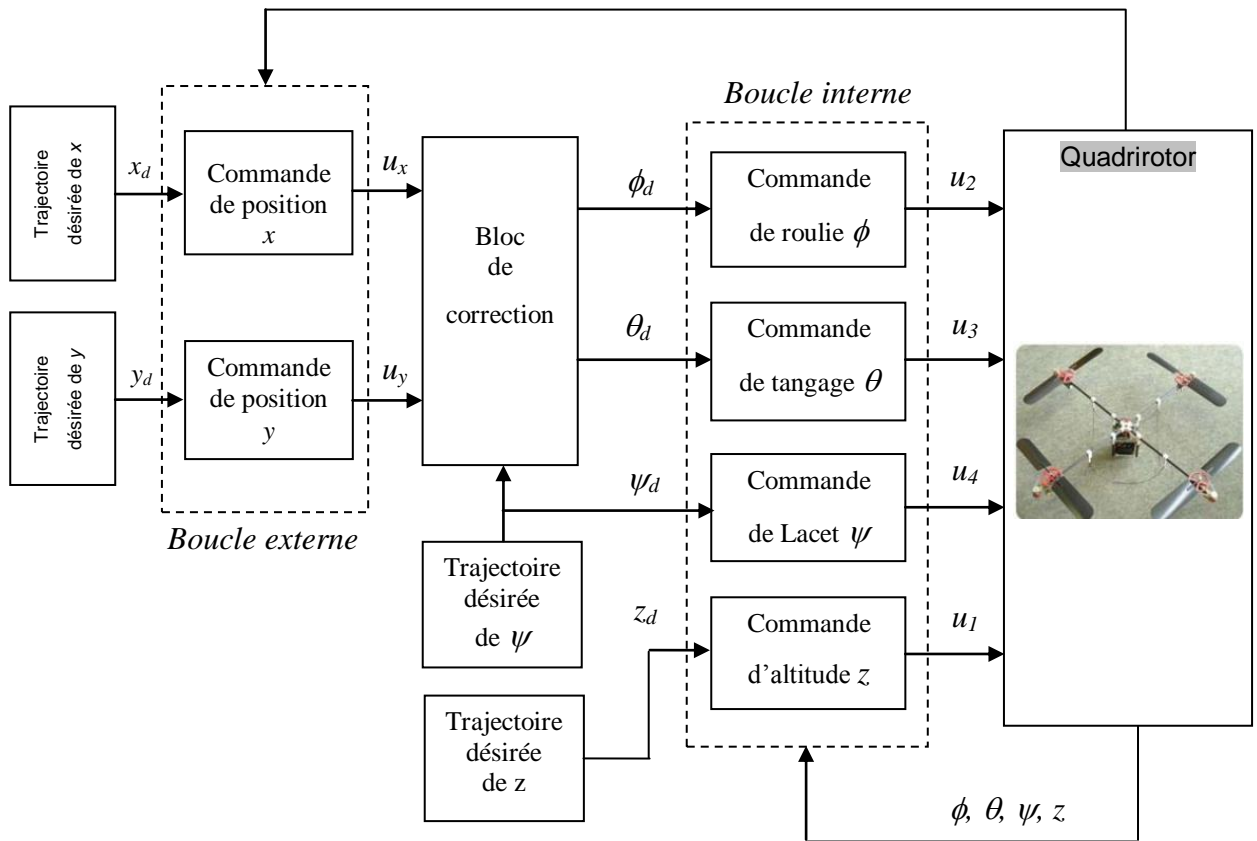 Boucle interne
Quadrirotor
Trajectoire
désirée de x
x_d
Commande
de position
x
u_x
Bloc
de
correction
ϕ_d
Commande
de roulie ϕ
u_2
Trajectoire
désirée de y
y_d
Commande
de position
y
u_y
θ_d
Commande
de tangage θ
u_3
Boucle externe
ψ_d
Commande
de Lacet ψ
u_4
Trajectoire
désirée
de ψ
z_d
Commande
d'altitude z
u_1
Trajectoire
désirée
de z
ϕ, θ, ψ, z